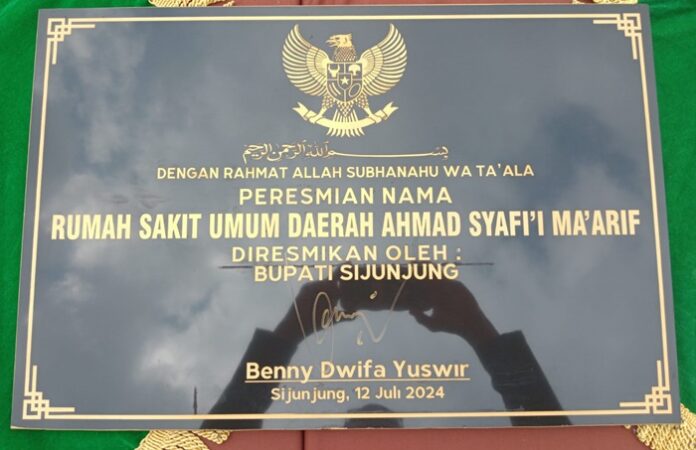 بسم الله الرحمن الرحيم
DENGAN RAHMAT ALLAH SUBHANAHU WA TA'ALA
PERESMIAN NAMA
RUMAH SAKIT UMUM DAERAH AHMAD SYAFI'I MA'ARIF
DIRESMIKAN OLEH :
BUPATI SIJUNJUNG
Benny Dwifa Yuswir
Sijunjung, 12 Juli 2024